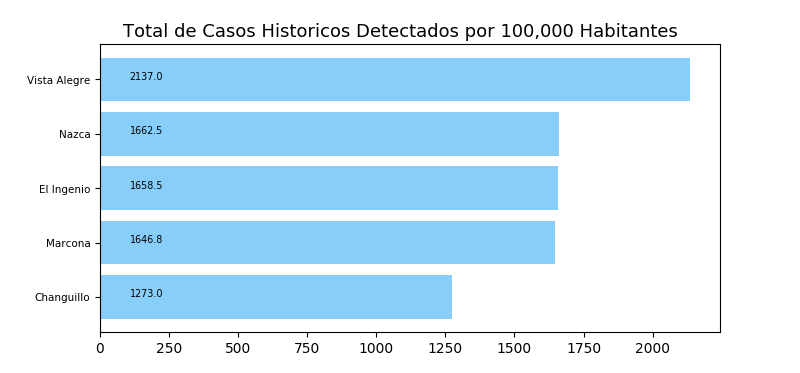 Total de Casos Historicos Detectados por 100,000 Habitantes
Vista Alegre 2137.0
Nazca 1662.5
El Ingenio 1658.5
Marcona 1646.8
Changuillo 1273.0
0 250 500 750 1000 1250 1500 1750 2000